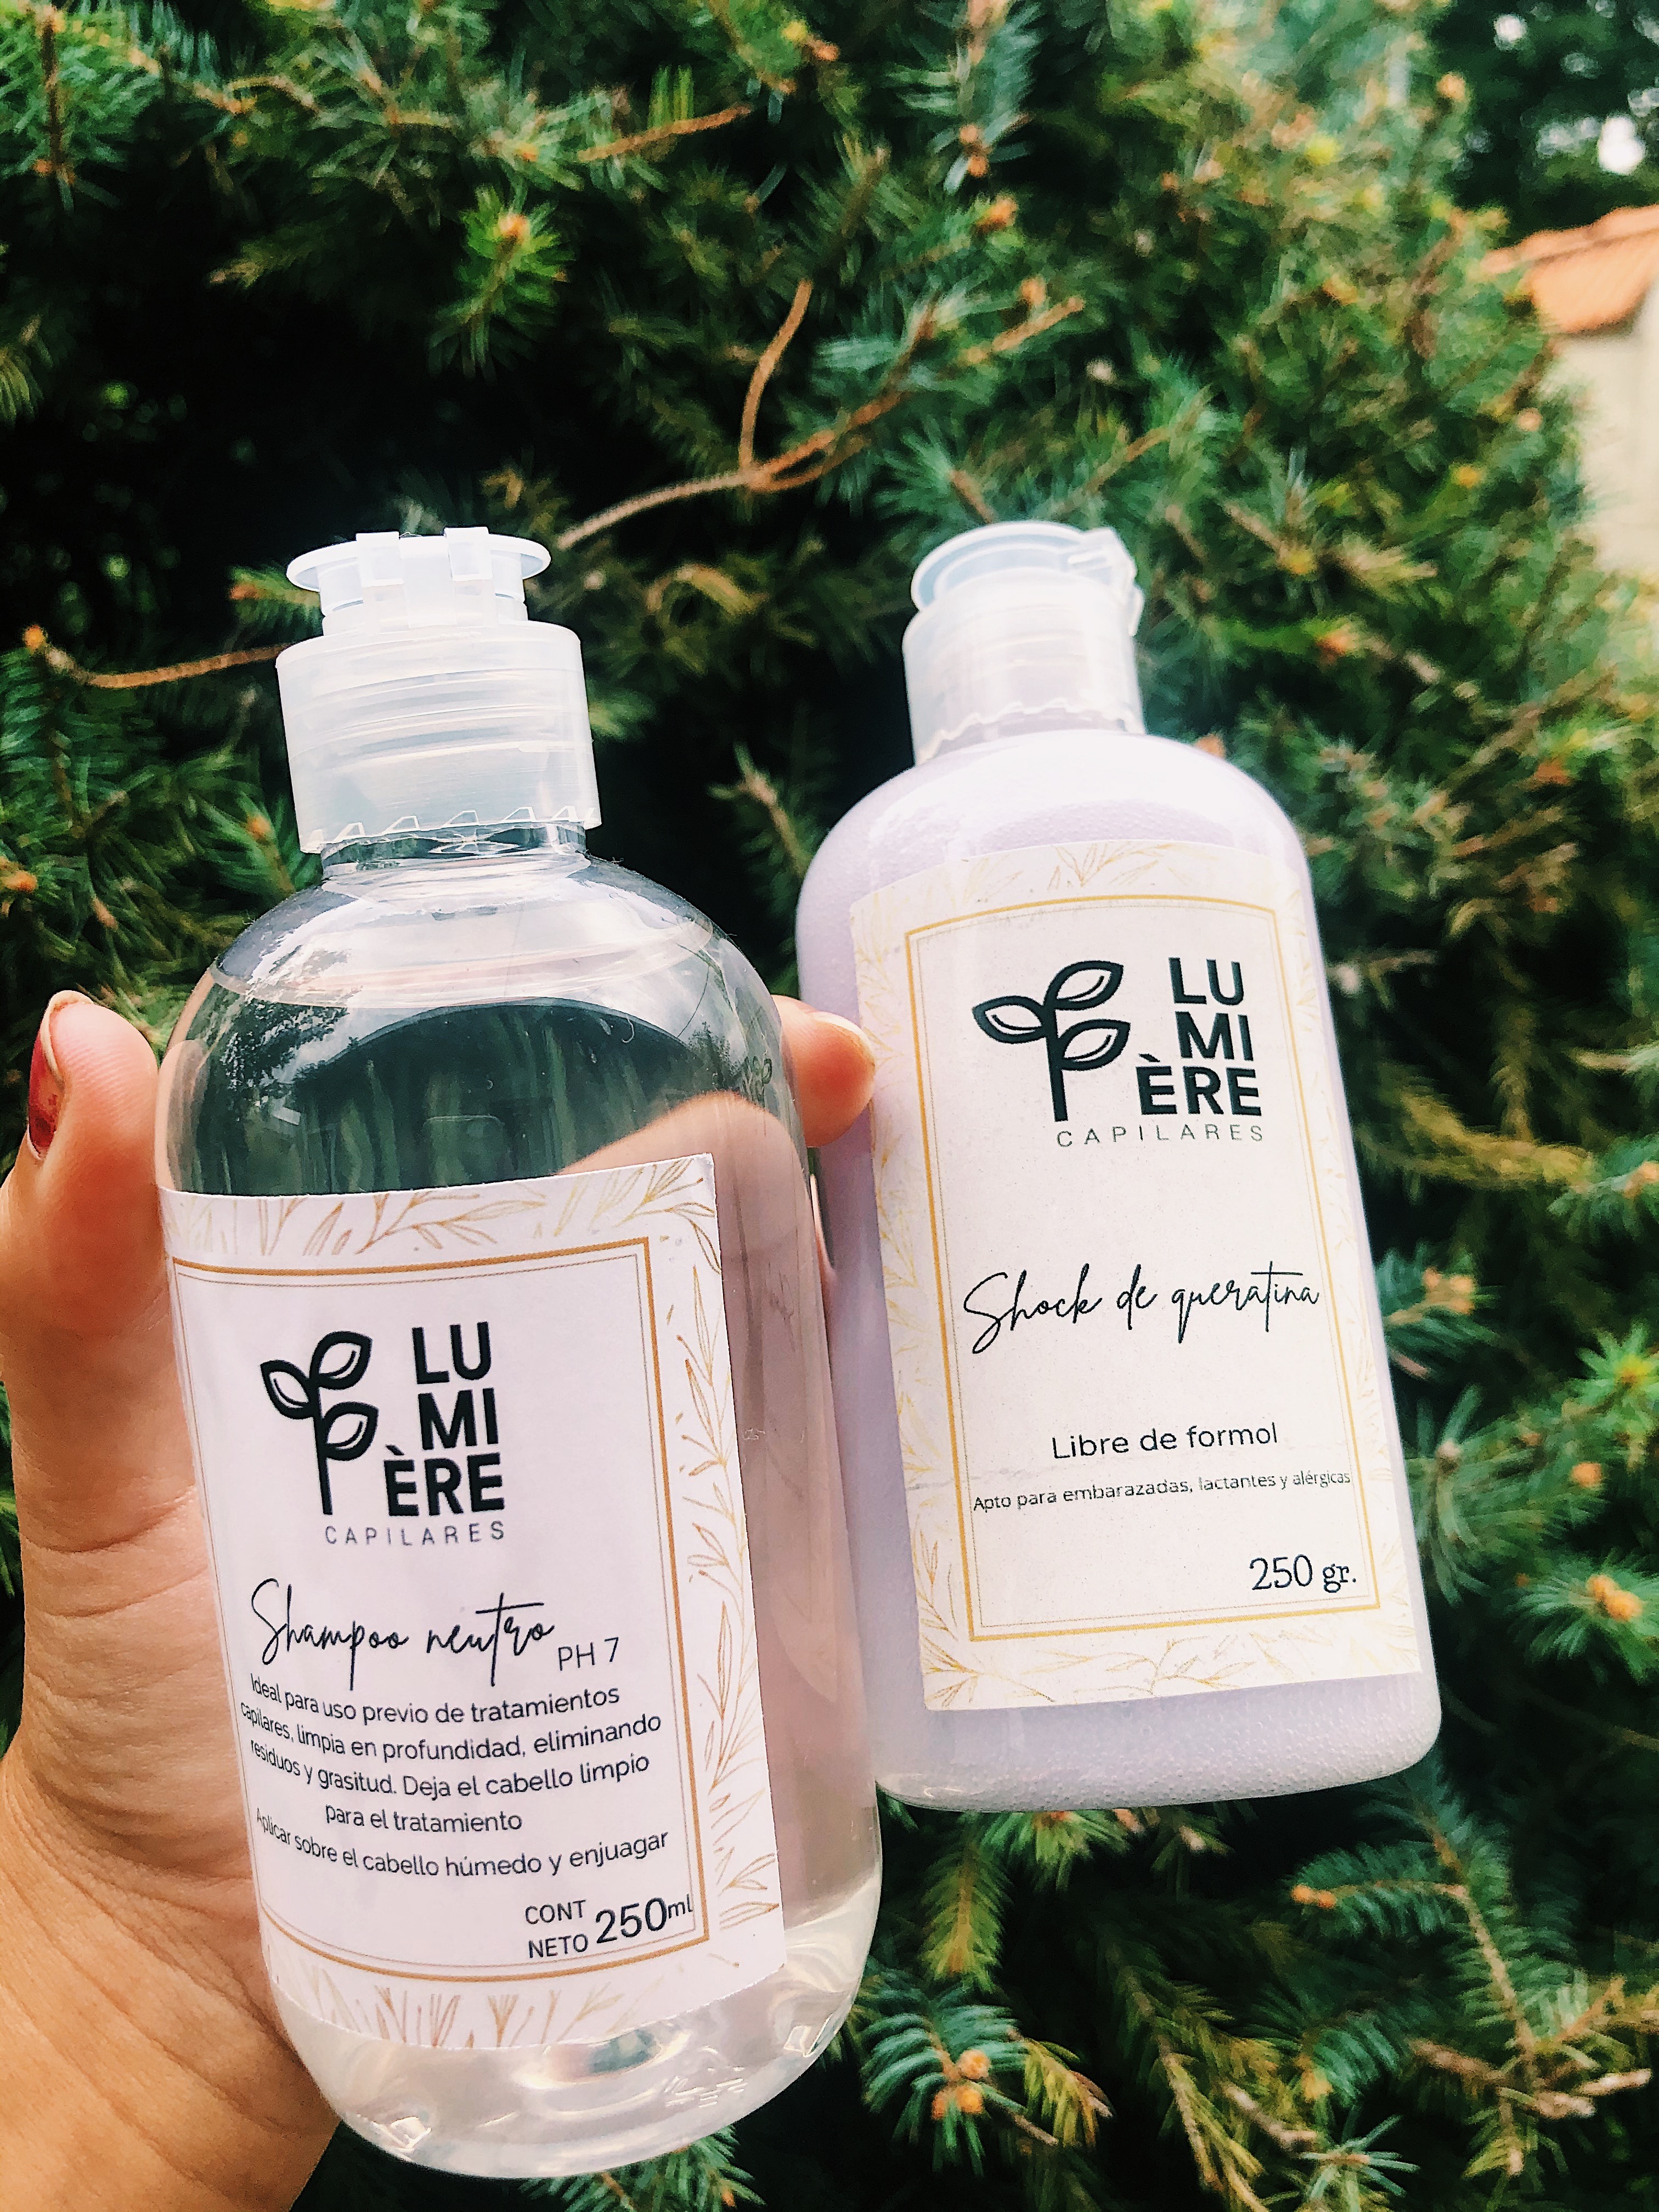 LU
MI
ÈRE
CAPILARES
Shampoo neutro
PH 7
Ideal para uso previo de tratamientos
capilares, limpia en profundidad, eliminando
residuos y grasitud. Deja el cabello limpio
para el tratamiento
Aplicar sobre el cabello húmedo y enjuagar
CONT
NETO 250ml
LU
MI
ÈRE
CAPILARES
Shock de queratina
Libre de formol
Apto para embarazadas, lactantes y alérgicas
250 gr.